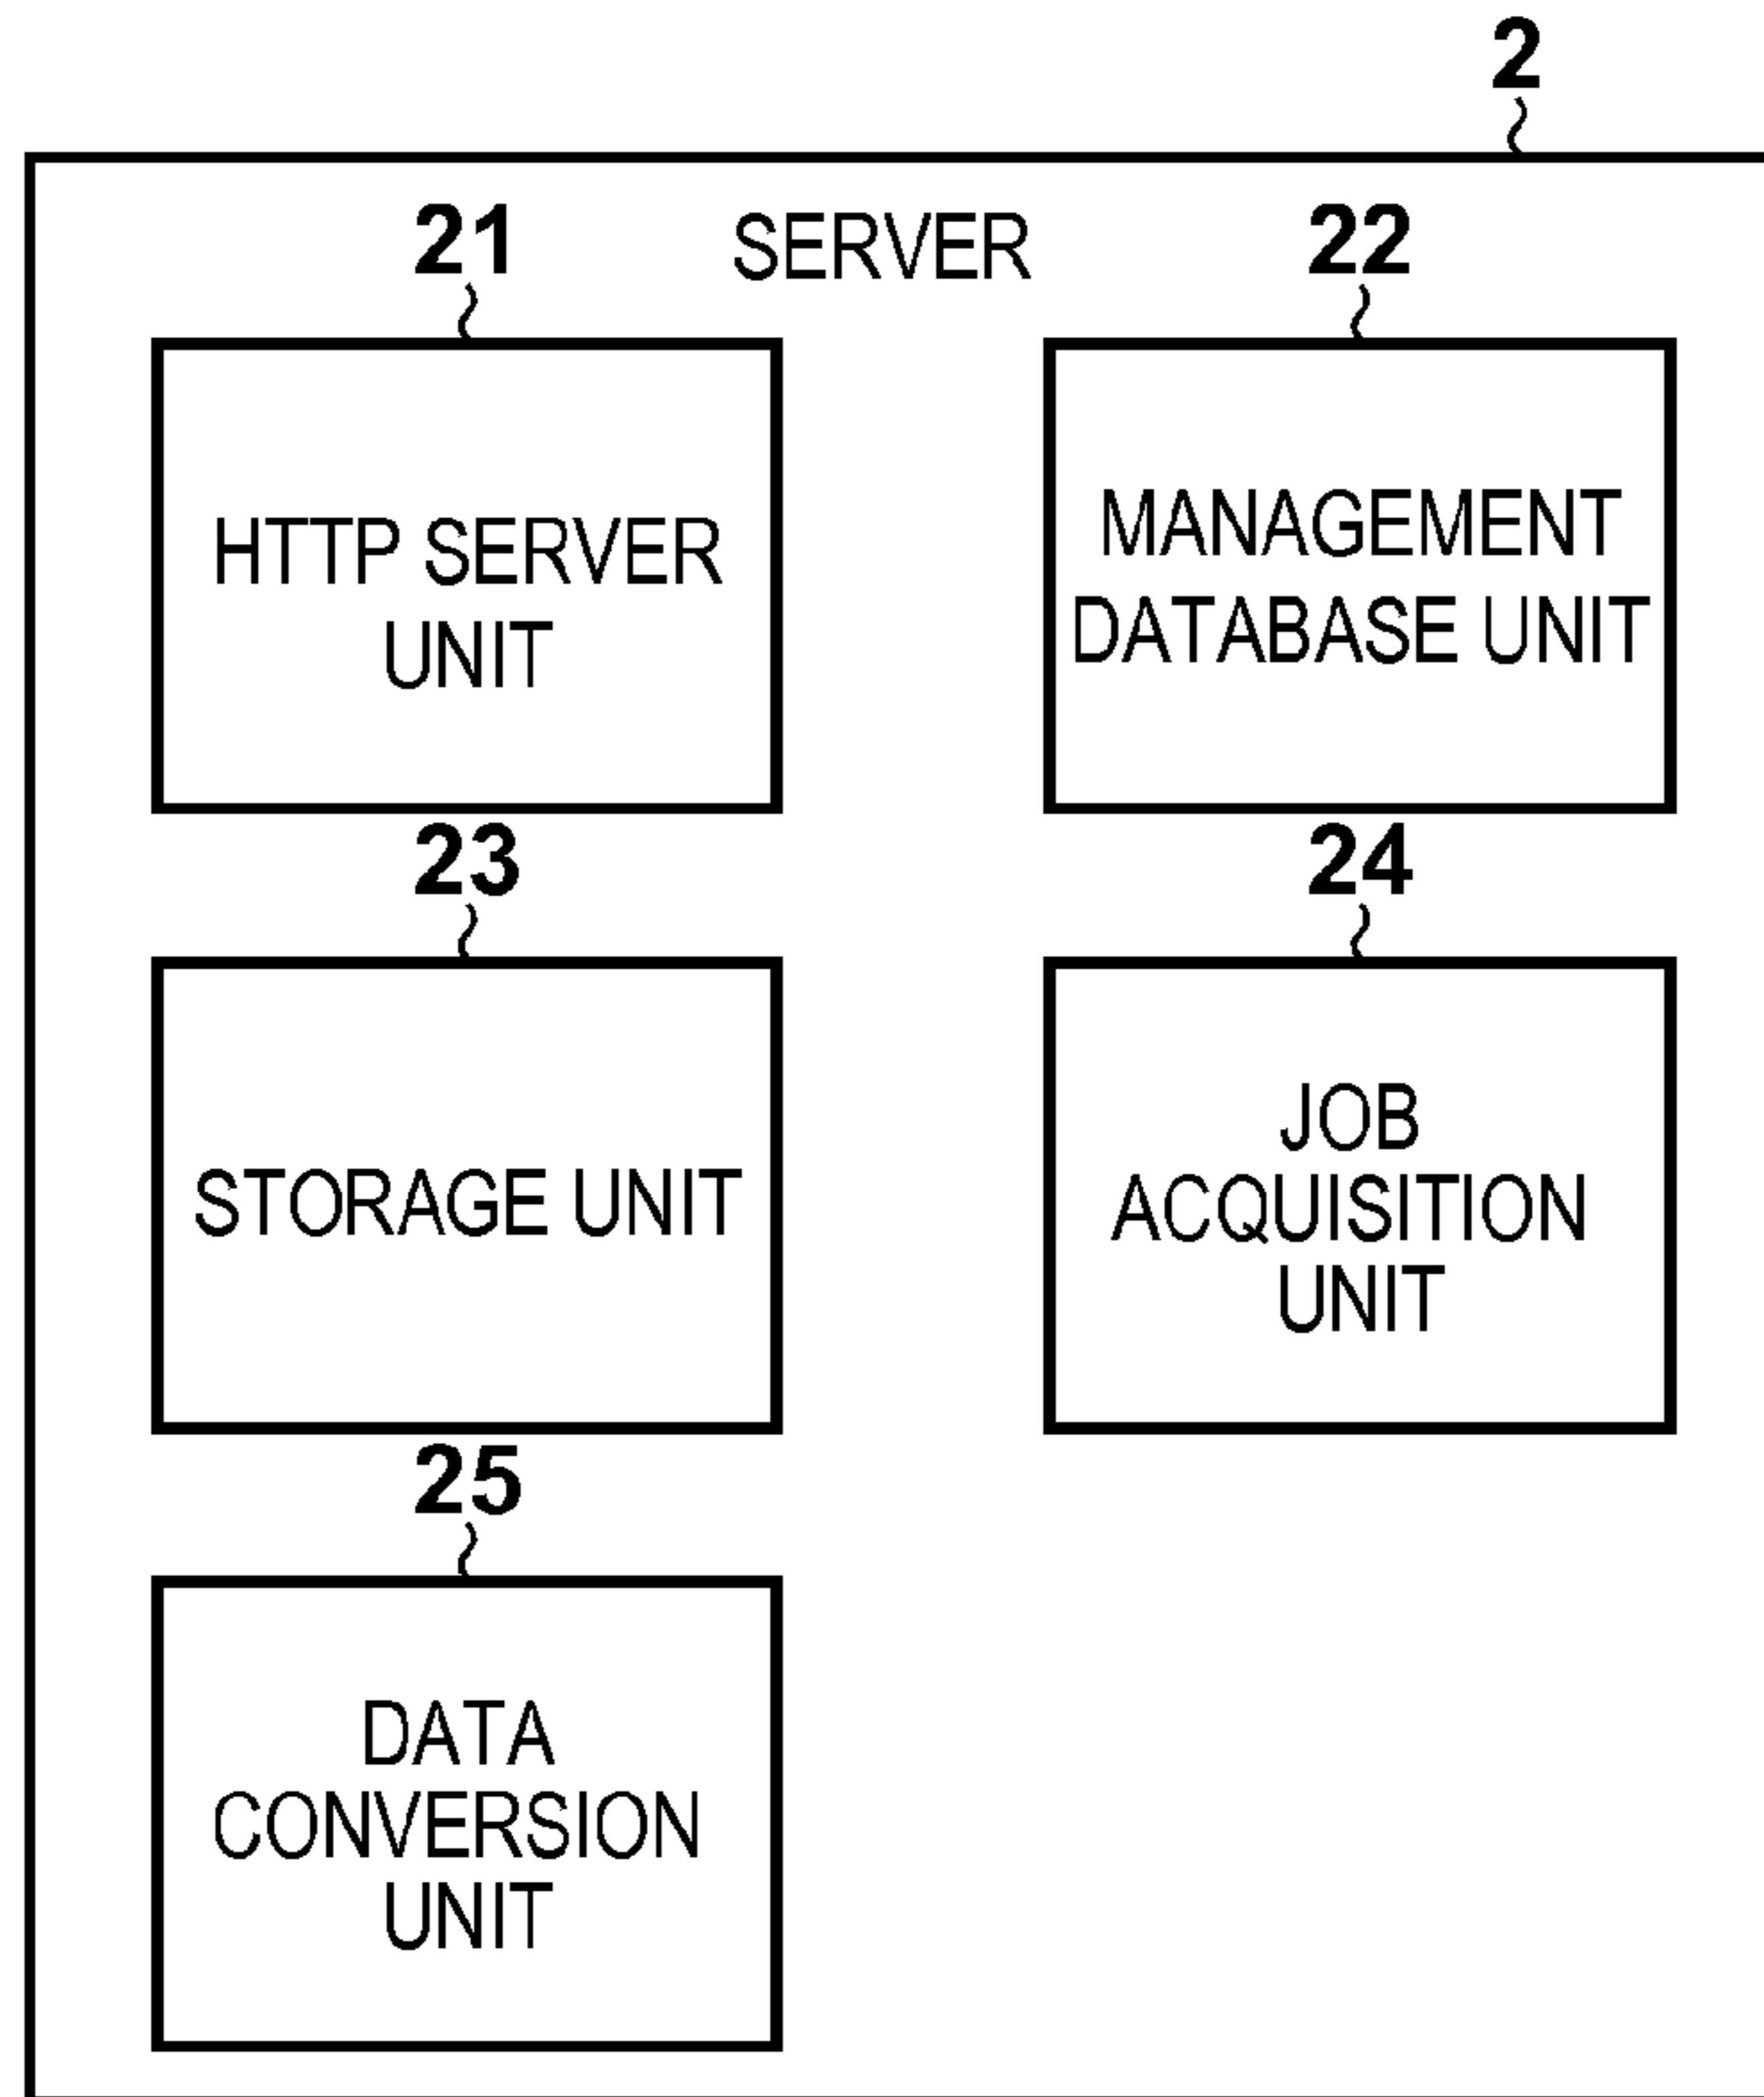 2
SERVER
21
22
HTTP SERVER
UNIT
MANAGEMENT
DATABASE UNIT
23
24
STORAGE UNIT
JOB
ACQUISITION
UNIT
25
DATA
CONVERSION
UNIT